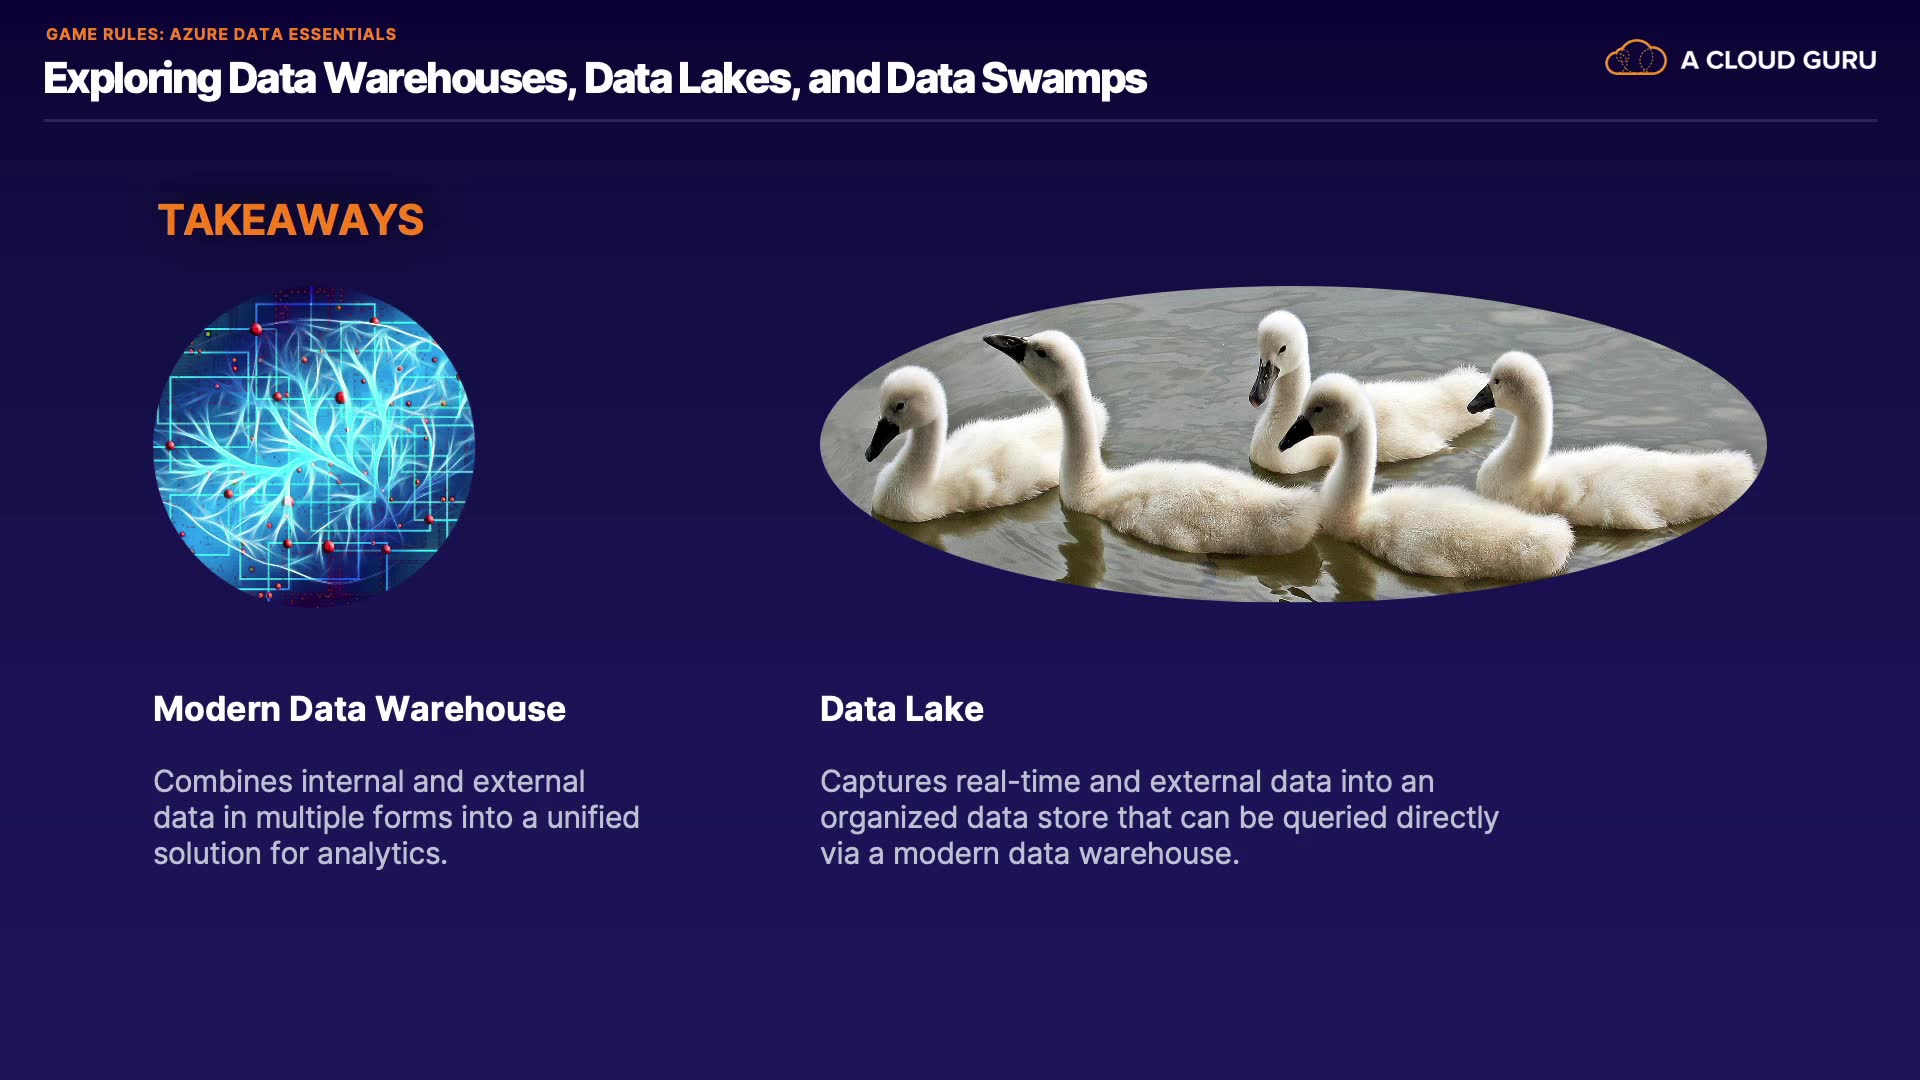 GAME RULES: AZURE DATA ESSENTIALS
Exploring Data Warehouses, Data Lakes, and Data Swamps
A CLOUD GURU
TAKEAWAYS
Modern Data Warehouse
Combines internal and external
data in multiple forms into a unified
solution for analytics.
Data Lake
Captures real-time and external data into an
organized data store that can be queried directly
via a modern data warehouse.